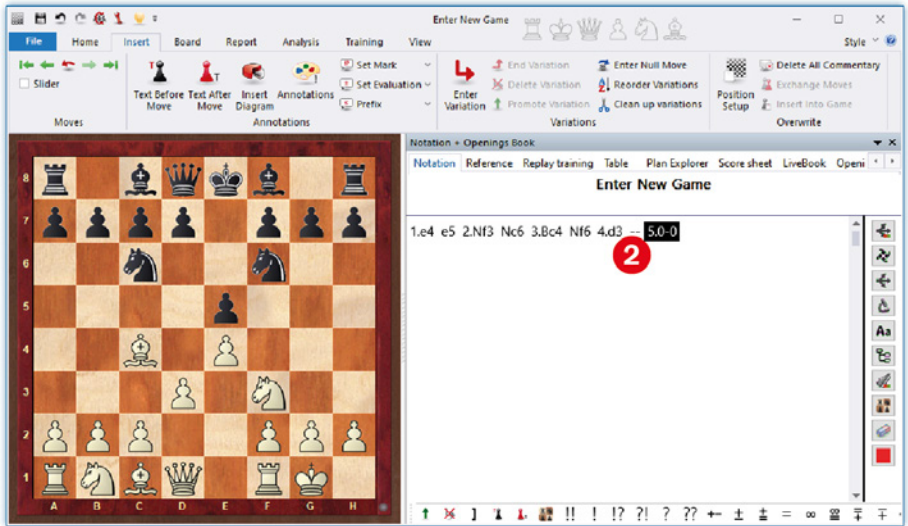 Enter New Game
File Home Insert Board Report Analysis Training View Style
Slider
Moves
Text Before Move
Text After Move
Insert Diagram
Annotations
Set Mark
Set Evaluation
Prefix
Annotations
Enter Variation
End Variation
Delete Variation
Promote Variation
Enter Null Move
Reorder Variations
Clean up variations
Variations
Position Setup
Delete All Commentary
Exchange Moves
Insert Into Game
Overwrite
Notation + Openings Book
Notation Reference Replay training Table Plan Explorer Score sheet LiveBook Openi
Enter New Game
1.e4 e5 2.Nf3 Nc6 3.Bc4 Nf6 4.d3 -- 5.0-0
2
Aa
8
7
6
5
4
3
2
1
A B C D E F G H
] !! ! !? ?! ? ?? +- ± ⩲ = ∞ ⩱ ∓